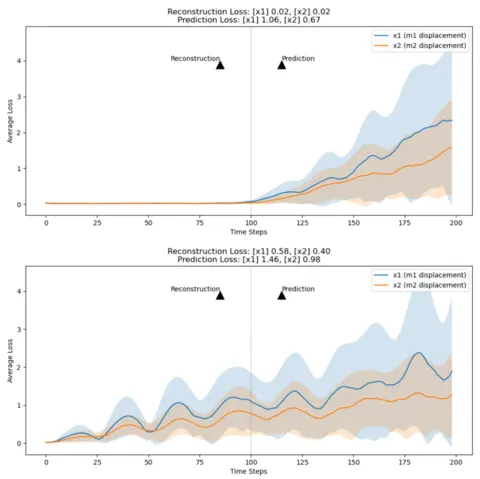 Reconstruction Loss: [x1] 0.02, [x2] 0.02
Prediction Loss: [x1] 1.06, [x2] 0.67
x1 (m1 displacement)
x2 (m2 displacement)
Reconstruction
Prediction
Average Loss
4
3
2
1
0
0 25 50 75 100 125 150 175 200
Time Steps
Reconstruction Loss: [x1] 0.58, [x2] 0.40
Prediction Loss: [x1] 1.46, [x2] 0.98
x1 (m1 displacement)
x2 (m2 displacement)
Reconstruction
Prediction
Average Loss
4
3
2
1
0
0 25 50 75 100 125 150 175 200
Time Steps